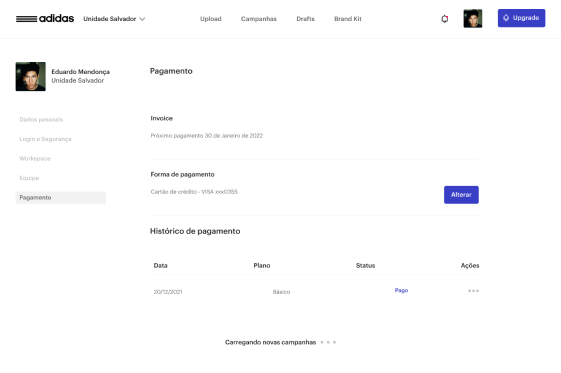 adidas Unidade Salvador Upload Campanhas Drafts Brand Kit Upgrade
Eduardo Mendonça
Unidade Salvador
Dados pessoais
Login e Segurança
Workspace
Equipe
Pagamento
Pagamento
Invoice
Próximo pagamento 30 de Janeiro de 2022
Forma de pagamento
Cartão de crédito - VISA xxx0355
Alterar
Histórico de pagamento
Data Plano Status Ações
20/12/2021 Básico Pago
Carregando novas campanhas